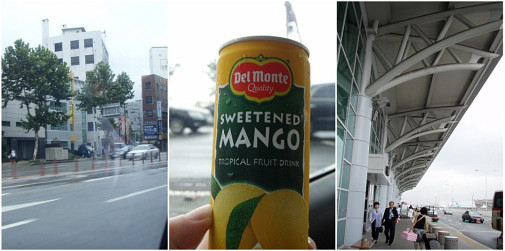 Del Monte
Quality
SWEETENED
MANGO
TROPICAL FRUIT DRINK